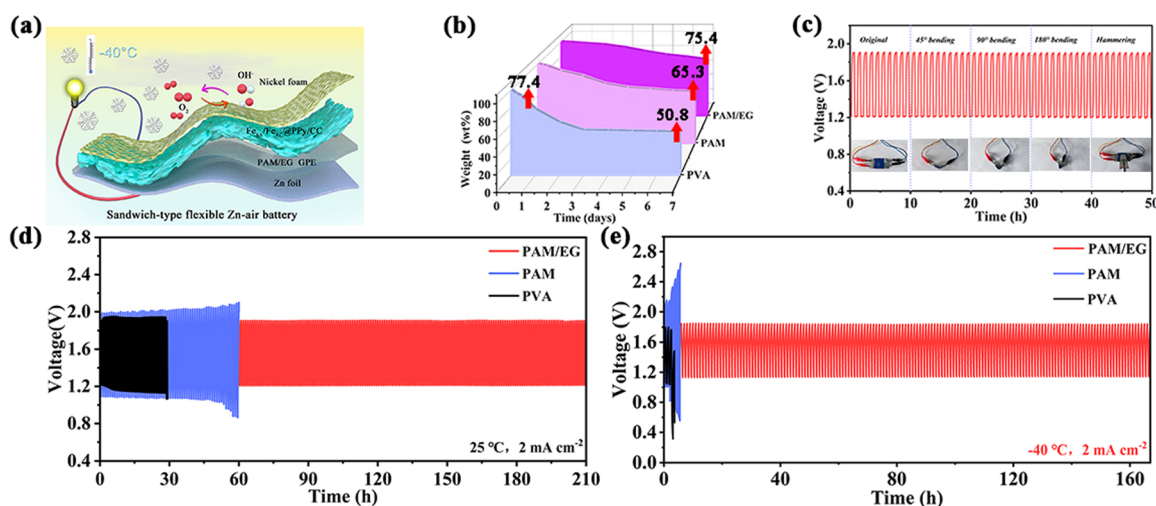 (a)
-40°C
OH⁻
Nickel foam
O₂
@PPy/CC
PAM/EG GPE
Zn foil
Sandwich-type flexible Zn-air battery
(b)
75.4
77.4
65.3
50.8
100
80
60
40
20
0
Weight (wt%)
PAM/EG
PAM
PVA
0 1 2 3 4 5 6 7
Time (days)
(c)
Original 45° bending 90° bending 180° bending Hammering
2.0
1.6
1.2
0.8
0.4
Voltage (V)
0 10 20 30 40 50
Time (h)
(d)
2.8
2.4
2.0
1.6
1.2
0.8
0.4
Voltage(V)
PAM/EG
PAM
PVA
25 °C, 2 mA cm⁻²
0 30 60 90 120 150 180 210
Time (h)
(e)
2.8
2.4
2.0
1.6
1.2
0.8
0.4
0.0
Voltage (V)
PAM/EG
PAM
PVA
-40 °C, 2 mA cm⁻²
0 40 80 120 160
Time (h)